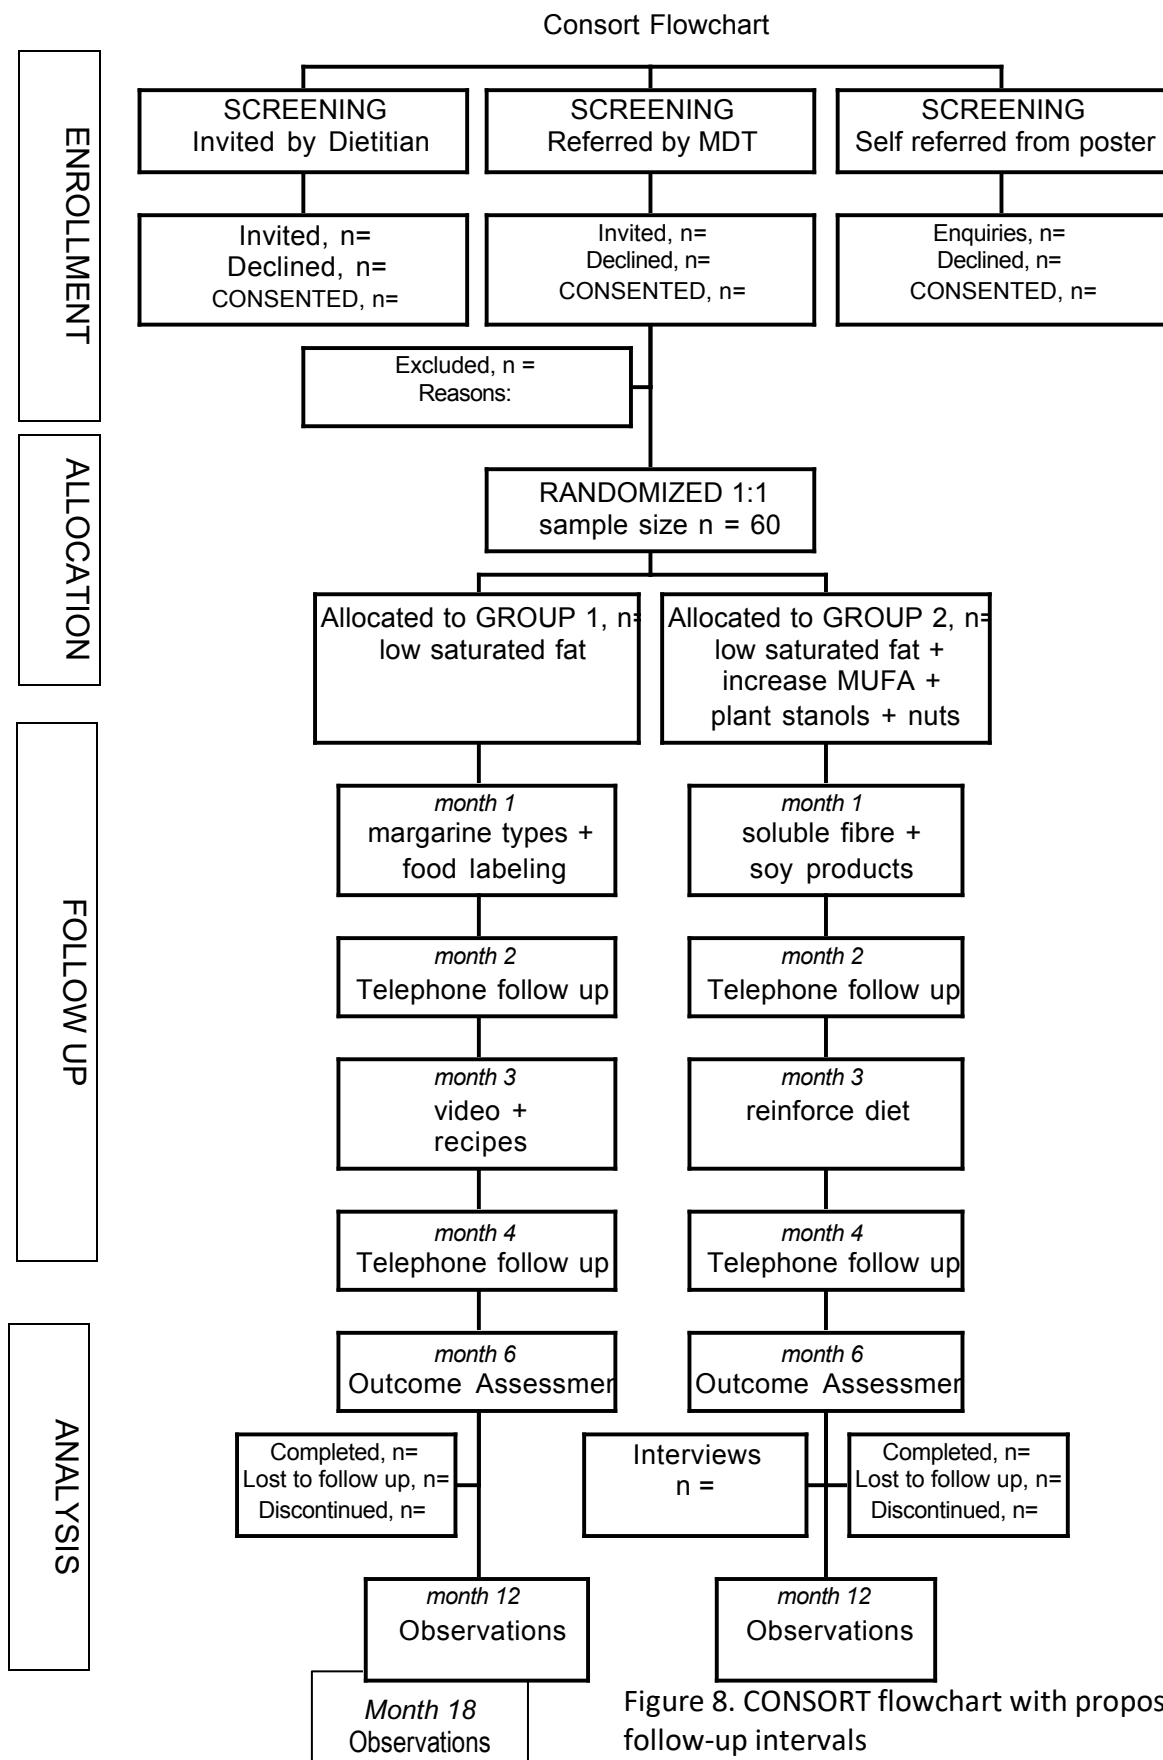 Consort Flowchart
ENROLLMENT
SCREENING
Invited by Dietitian
SCREENING
Referred by MDT
SCREENING
Self referred from poster
Invited, n=
Declined, n=
CONSENTED, n=
Invited, n=
Declined, n=
CONSENTED, n=
Enquiries, n=
Declined, n=
CONSENTED, n=
Excluded, n =
Reasons:
ALLOCATION
RANDOMIZED 1:1
sample size n = 60
Allocated to GROUP 1, n=
low saturated fat
Allocated to GROUP 2, n=
low saturated fat +
increase MUFA +
plant stanols + nuts
FOLLOW UP
month 1
margarine types +
food labeling
month 1
soluble fibre +
soy products
month 2
Telephone follow up
month 2
Telephone follow up
month 3
video +
recipes
month 3
reinforce diet
month 4
Telephone follow up
month 4
Telephone follow up
ANALYSIS
month 6
Outcome Assessmer
month 6
Outcome Assessmer
Completed, n=
Lost to follow up, n=
Discontinued, n=
Interviews
n =
Completed, n=
Lost to follow up, n=
Discontinued, n=
month 12
Observations
month 12
Observations
Month 18
Observations
Figure 8. CONSORT flowchart with propos
follow-up intervals